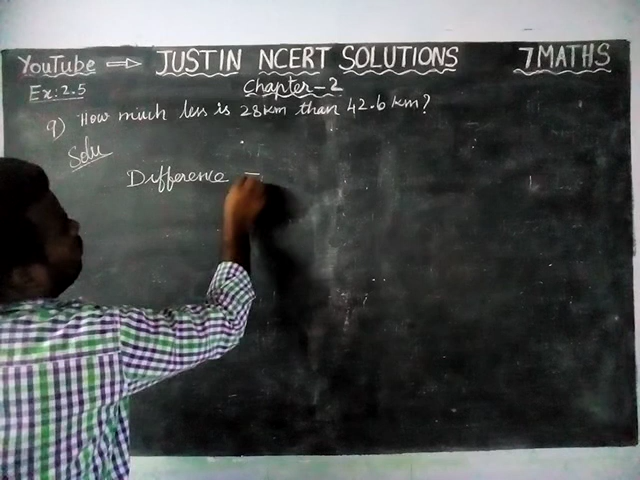 YouTube ⇒ JUSTIN NCERT SOLUTIONS 7 MATHS
Ex: 2.5 Chapter-2
9) How much less is 28km than 42.6 km?
Solu
Difference =